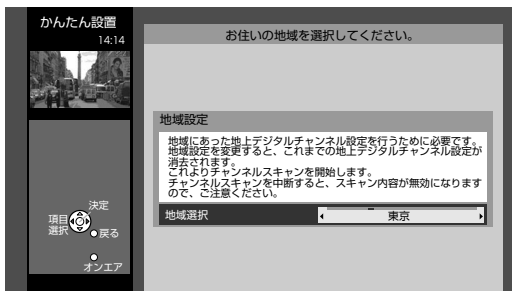 かんたん設置
14:14
お住いの地域を選択してください。
地域設定
地域にあった地上デジタルチャンネル設定を行うために必要です。
地域設定を変更すると、これまでの地上デジタルチャンネル設定が
消去されます。
これよりチャンネルスキャンを開始します。
チャンネルスキャンを中断すると、スキャン内容が無効になります
ので、ご注意ください。
地域選択
東京
決定
項目
選択
戻る
オンエア